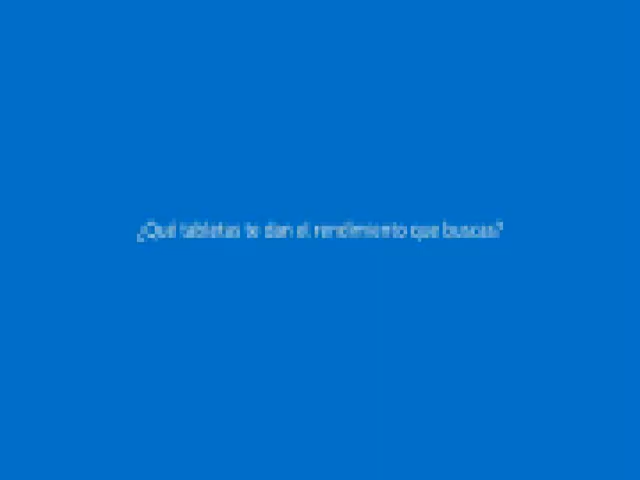 ¿Qué tabletas te dan el rendimiento que buscas?